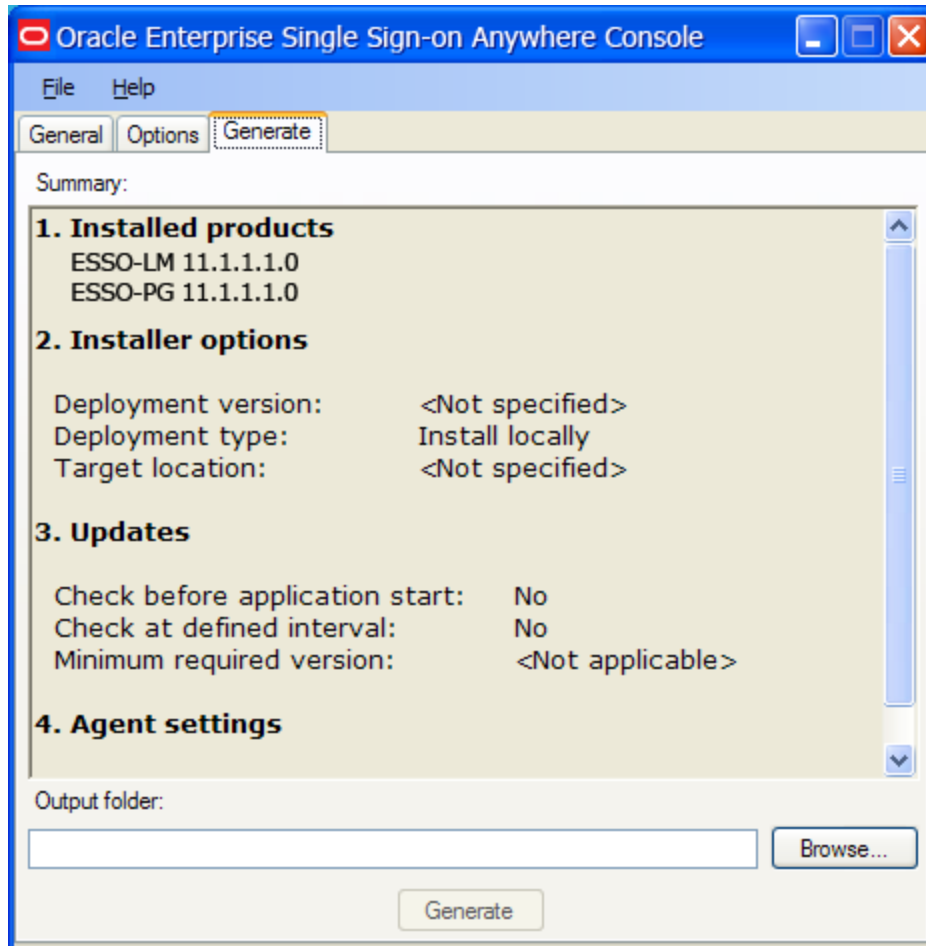 Oracle Enterprise Single Sign-on Anywhere Console
File Help
General Options Generate
Summary:
1. Installed products
ESSO-LM 11.1.1.1.0
ESSO-PG 11.1.1.1.0
2. Installer options
Deployment version: <Not specified>
Deployment type: Install locally
Target location: <Not specified>
3. Updates
Check before application start: No
Check at defined interval: No
Minimum required version: <Not applicable>
4. Agent settings
Output folder:
Browse...
Generate